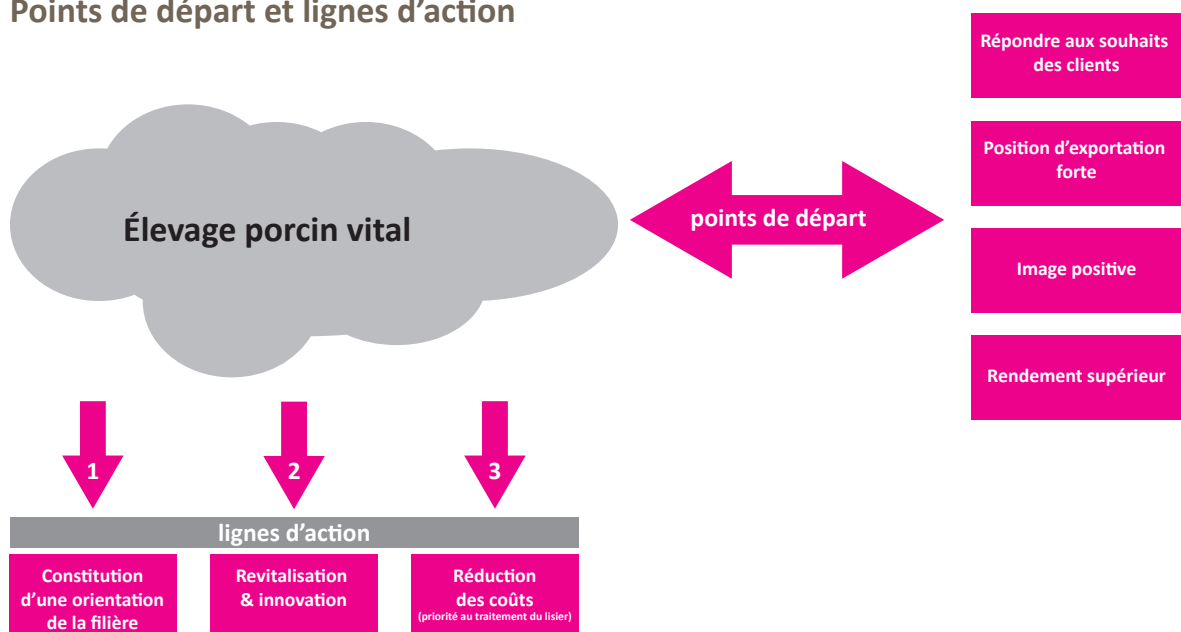 Points de départ et lignes d’action
Répondre aux souhaits
des clients
Position d’exportation
forte
Élevage porcin vital
points de départ
Image positive
Rendement supérieur
1
2
3
lignes d’action
Constitution
d’une orientation
de la filière
Revitalisation
& innovation
Réduction
des coûts
(priorité au traitement du lisier)